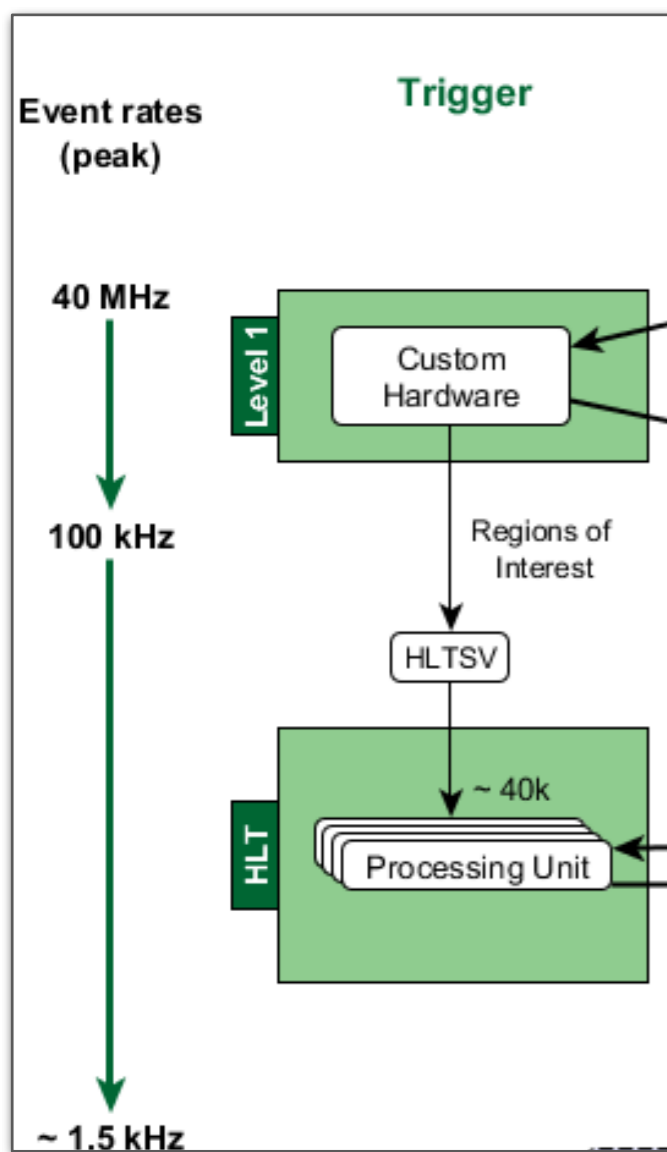 Event rates
(peak)
Trigger
40 MHz
Level 1
Custom
Hardware
100 kHz
Regions of
Interest
HLTSV
~ 40k
HLT
Processing Unit
~ 1.5 kHz